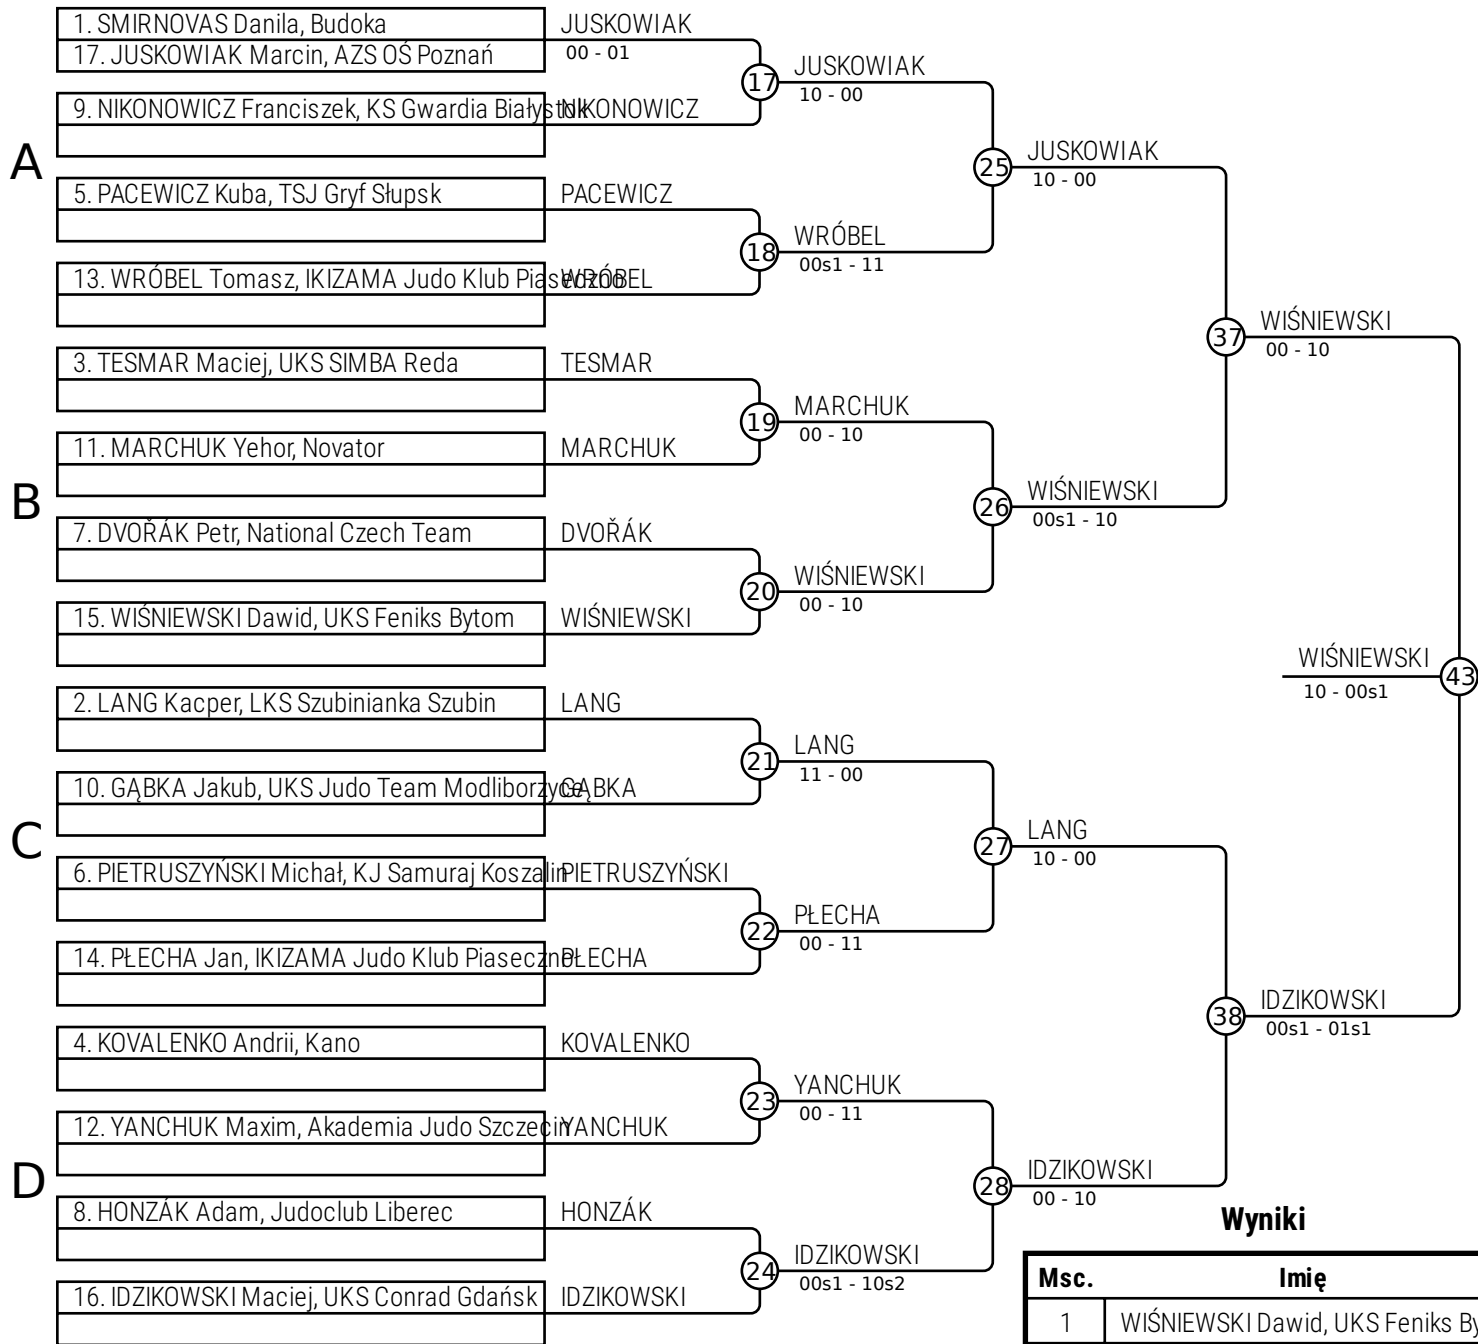 A
1. SMIRNOVAS Danila, Budoka
17. JUSKOWIAK Marcin, AZS OŚ Poznań
JUSKOWIAK
00 - 01
9. NIKONOWICZ Franciszek, KS Gwardia Białystok
NIKONOWICZ
17
JUSKOWIAK
10 - 00
5. PACEWICZ Kuba, TSJ Gryf Słupsk
PACEWICZ
13. WRÓBEL Tomasz, IKIZAMA Judo Klub Piaseczno
WRÓBEL
18
WRÓBEL
00s1 - 11
25
JUSKOWIAK
10 - 00
B
3. TESMAR Maciej, UKS SIMBA Reda
TESMAR
11. MARCHUK Yehor, Novator
MARCHUK
19
MARCHUK
00 - 10
7. DVOŘÁK Petr, National Czech Team
DVOŘÁK
15. WIŚNIEWSKI Dawid, UKS Feniks Bytom
WIŚNIEWSKI
20
WIŚNIEWSKI
00 - 10
26
WIŚNIEWSKI
00s1 - 10
37
WIŚNIEWSKI
00 - 10
C
2. LANG Kacper, LKS Szubinianka Szubin
LANG
10. GĄBKA Jakub, UKS Judo Team Modliborzyce
GĄBKA
21
LANG
11 - 00
6. PIETRUSZYŃSKI Michał, KJ Samuraj Koszalin
PIETRUSZYŃSKI
14. PŁECHA Jan, IKIZAMA Judo Klub Piaseczno
PŁECHA
22
PŁECHA
00 - 11
27
LANG
10 - 00
D
4. KOVALENKO Andrii, Kano
KOVALENKO
12. YANCHUK Maxim, Akademia Judo Szczecin
YANCHUK
23
YANCHUK
00 - 11
8. HONZÁK Adam, Judoclub Liberec
HONZÁK
16. IDZIKOWSKI Maciej, UKS Conrad Gdańsk
IDZIKOWSKI
24
IDZIKOWSKI
00s1 - 10s2
28
IDZIKOWSKI
00 - 10
38
IDZIKOWSKI
00s1 - 01s1
43
WIŚNIEWSKI
10 - 00s1
Wyniki
Msc. Imię
1 WIŚNIEWSKI Dawid, UKS Feniks By